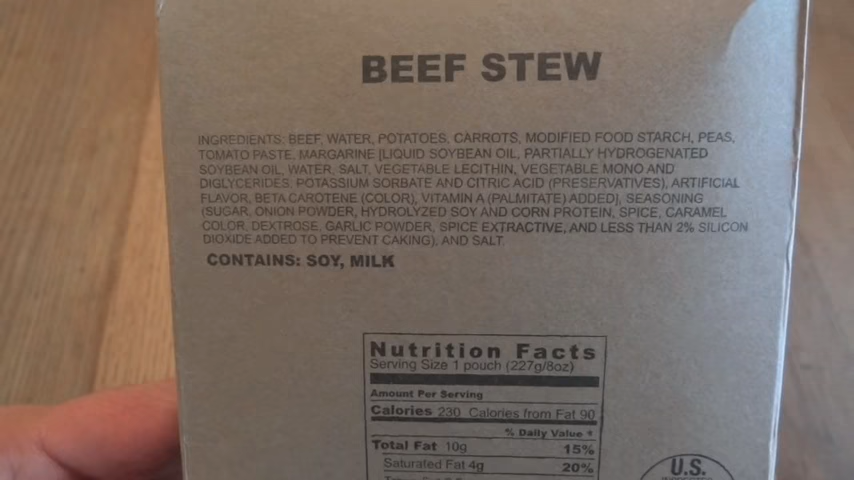 BEEF STEW
INGREDIENTS: BEEF, WATER, POTATOES, CARROTS, MODIFIED FOOD STARCH, PEAS,
TOMATO PASTE, MARGARINE [LIQUID SOYBEAN OIL, PARTIALLY HYDROGENATED
SOYBEAN OIL, WATER, SALT, VEGETABLE LECITHIN, VEGETABLE MONO AND
DIGLYCERIDES, POTASSIUM SORBATE AND CITRIC ACID (PRESERVATIVES), ARTIFICIAL
FLAVOR, BETA CAROTENE (COLOR), VITAMIN A (PALMITATE) ADDED], SEASONING
(SUGAR, ONION POWDER, HYDROLYZED SOY AND CORN PROTEIN, SPICE, CARAMEL
COLOR, DEXTROSE, GARLIC POWDER, SPICE EXTRACTIVE, AND LESS THAN 2% SILICON
DIOXIDE ADDED TO PREVENT CAKING), AND SALT.
CONTAINS: SOY, MILK
Nutrition Facts
Serving Size 1 pouch (227g/8oz)
Amount Per Serving
Calories 230 Calories from Fat 90
% Daily Value
Total Fat 10g 15%
Saturated Fat 4g 20%
U.S.